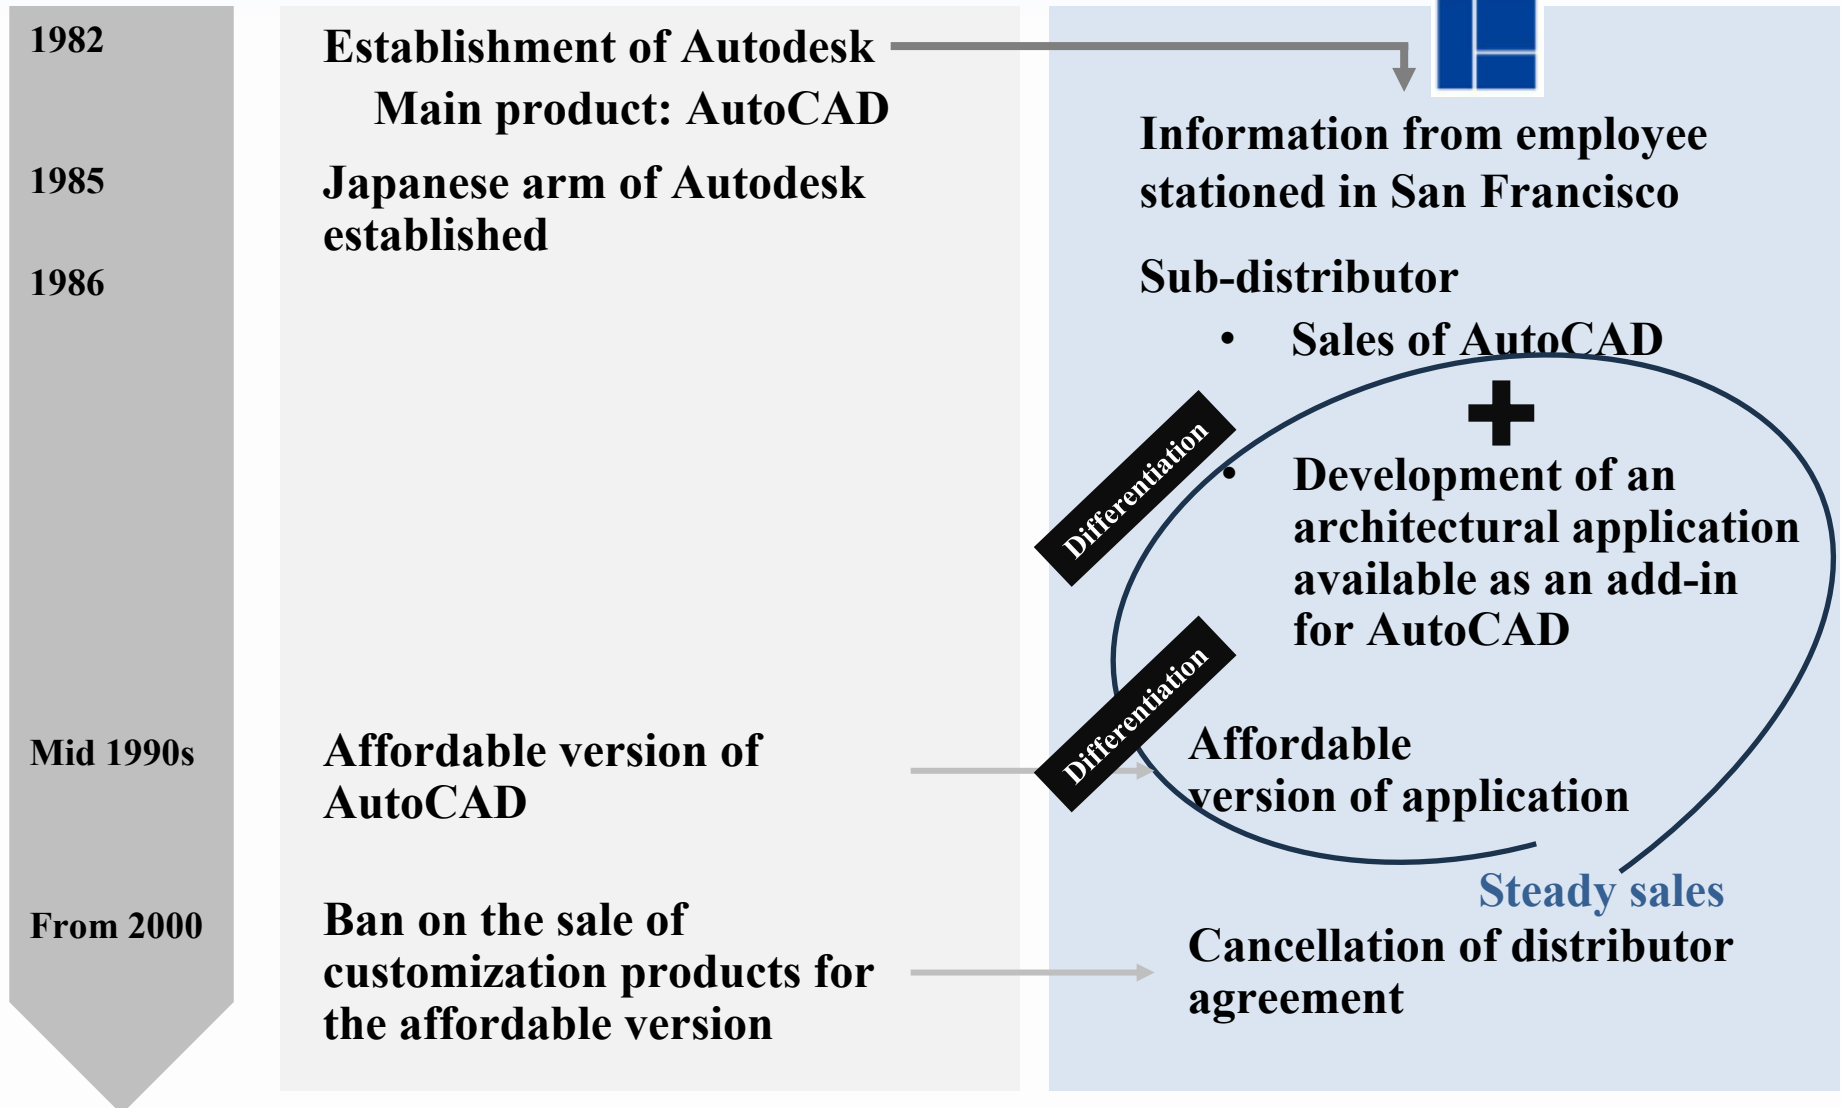 1982
Establishment of Autodesk
Main product: AutoCAD
Information from employee
stationed in San Francisco
1985
Japanese arm of Autodesk
established
1986
Sub-distributor
• Sales of AutoCAD
Differentiation
• Development of an
architectural application
available as an add-in
for AutoCAD
Differentiation
Mid 1990s
Affordable version of
AutoCAD
Affordable
version of application
Steady sales
From 2000
Ban on the sale of
customization products for
the affordable version
Cancellation of distributor
agreement